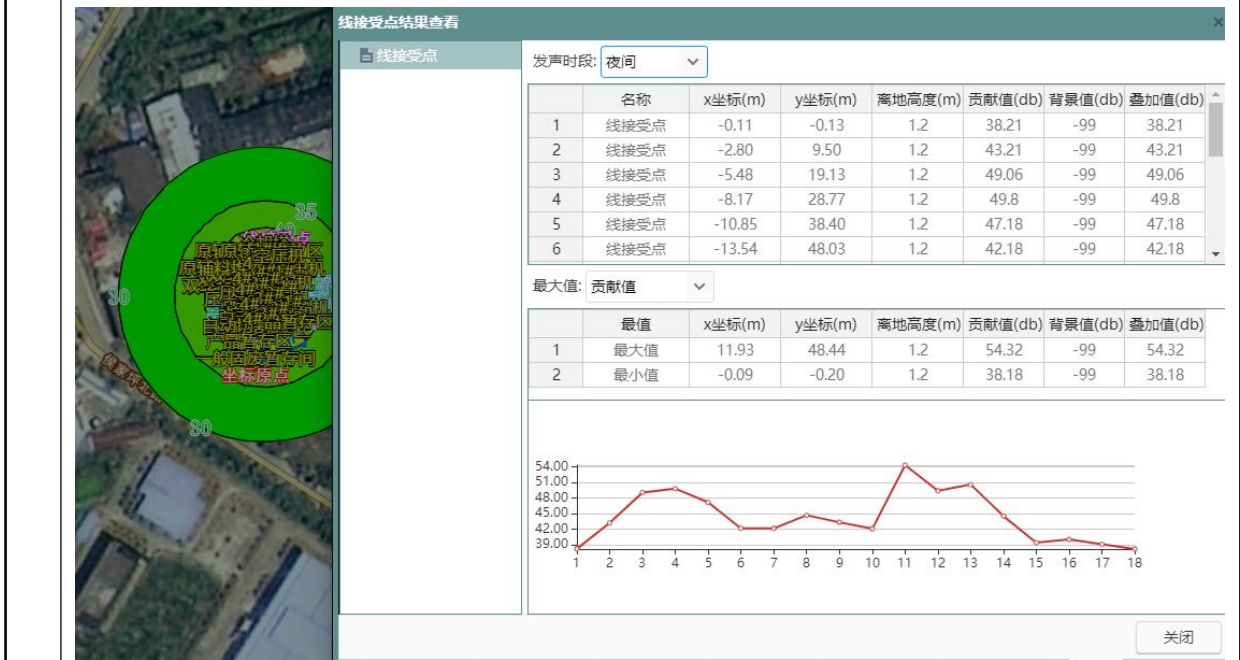 线接受点结果查看 ×
线接受点
发声时段: 夜间
名称 x坐标(m) y坐标(m) 离地高度(m) 贡献值(db) 背景值(db) 叠加值(db)
1 线接受点 -0.11 -0.13 1.2 38.21 -99 38.21
2 线接受点 -2.80 9.50 1.2 43.21 -99 43.21
3 线接受点 -5.48 19.13 1.2 49.06 -99 49.06
4 线接受点 -8.17 28.77 1.2 49.8 -99 49.8
5 线接受点 -10.85 38.40 1.2 47.18 -99 47.18
6 线接受点 -13.54 48.03 1.2 42.18 -99 42.18
最大值: 贡献值
最值 x坐标(m) y坐标(m) 离地高度(m) 贡献值(db) 背景值(db) 叠加值(db)
1 最大值 11.93 48.44 1.2 54.32 -99 54.32
2 最小值 -0.09 -0.20 1.2 38.18 -99 38.18
54.00
51.00
48.00
45.00
42.00
39.00
1 2 3 4 5 6 7 8 9 10 11 12 13 14 15 16 17 18
关闭
35
30
产品暂存区
一般固废暂存间
坐标原点
30